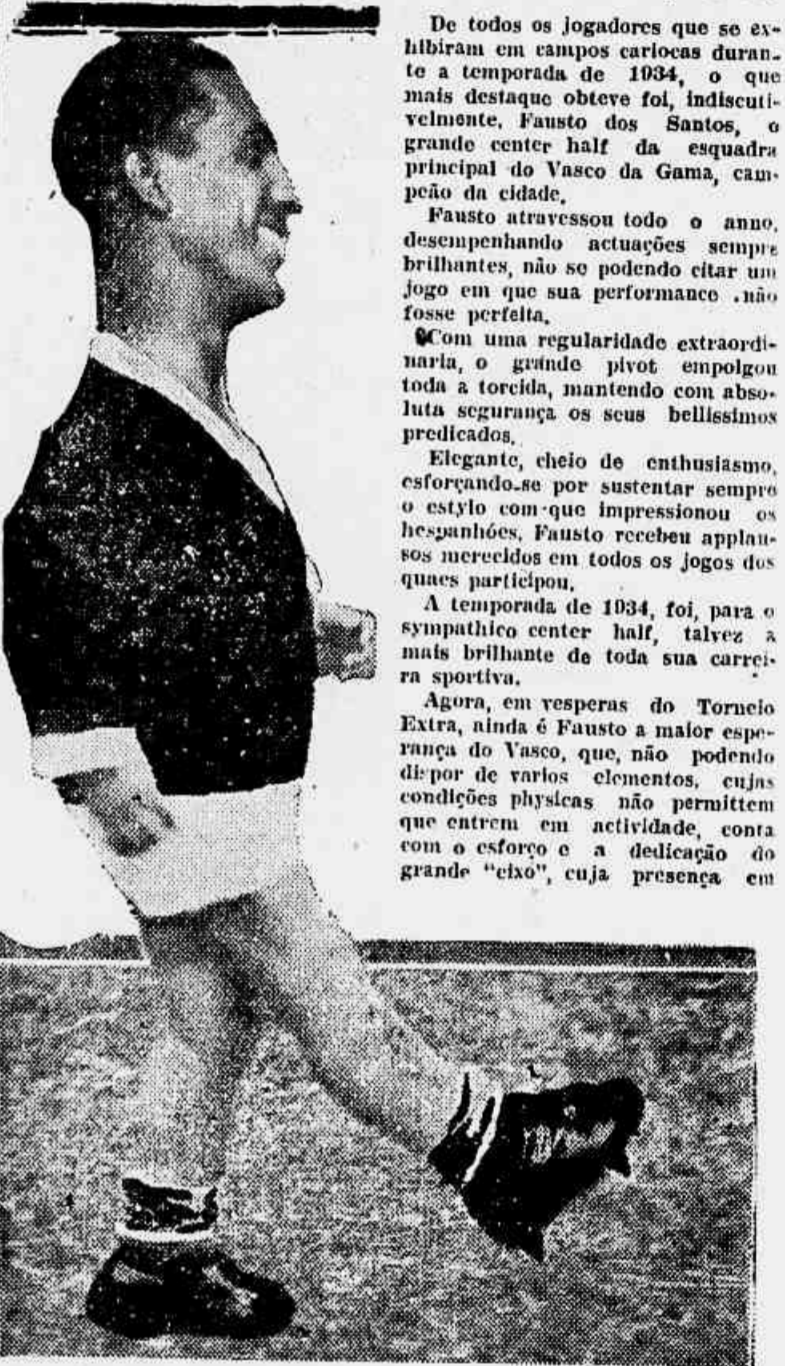 De todos os jogadores que se ex-
hibiram em campos cariocas duran-
te a temporada de 1934, o que
mais destaque obteve foi, indiscuti-
velmente, Fausto dos Santos, o
grande center half da esquadra
principal do Vasco da Gama, cam-
peão da cidade.
Fausto atravessou todo o anno,
desempenhando actuações sempre
brilhantes, não se podendo citar um
jogo em que sua performance não
fosse perfeita.
Com uma regularidade extraordi-
naria, o grande pivot empolgou
toda a torcida, mantendo com abso-
luta segurança os seus bellissimos
predicados.
Elegante, cheio de enthusiasmo,
esforçando-se por sustentar sempre
o estylo com que impressionou os
hespanhóes, Fausto recebeu applau-
sos merecidos em todos os jogos dos
quaes participou.
A temporada de 1934, foi, para o
sympathico center half, talvez a
mais brilhante de toda sua carrei-
ra sportiva.
Agora, em vesperas do Torneio
Extra, ainda é Fausto a maior espe-
rança do Vasco, que, não podendo
dispor de varios elementos, cujas
condições physicas não permittem
que entrem em actividade, conta
com o esforço e a dedicação do
grande "eixo", cuja presença em